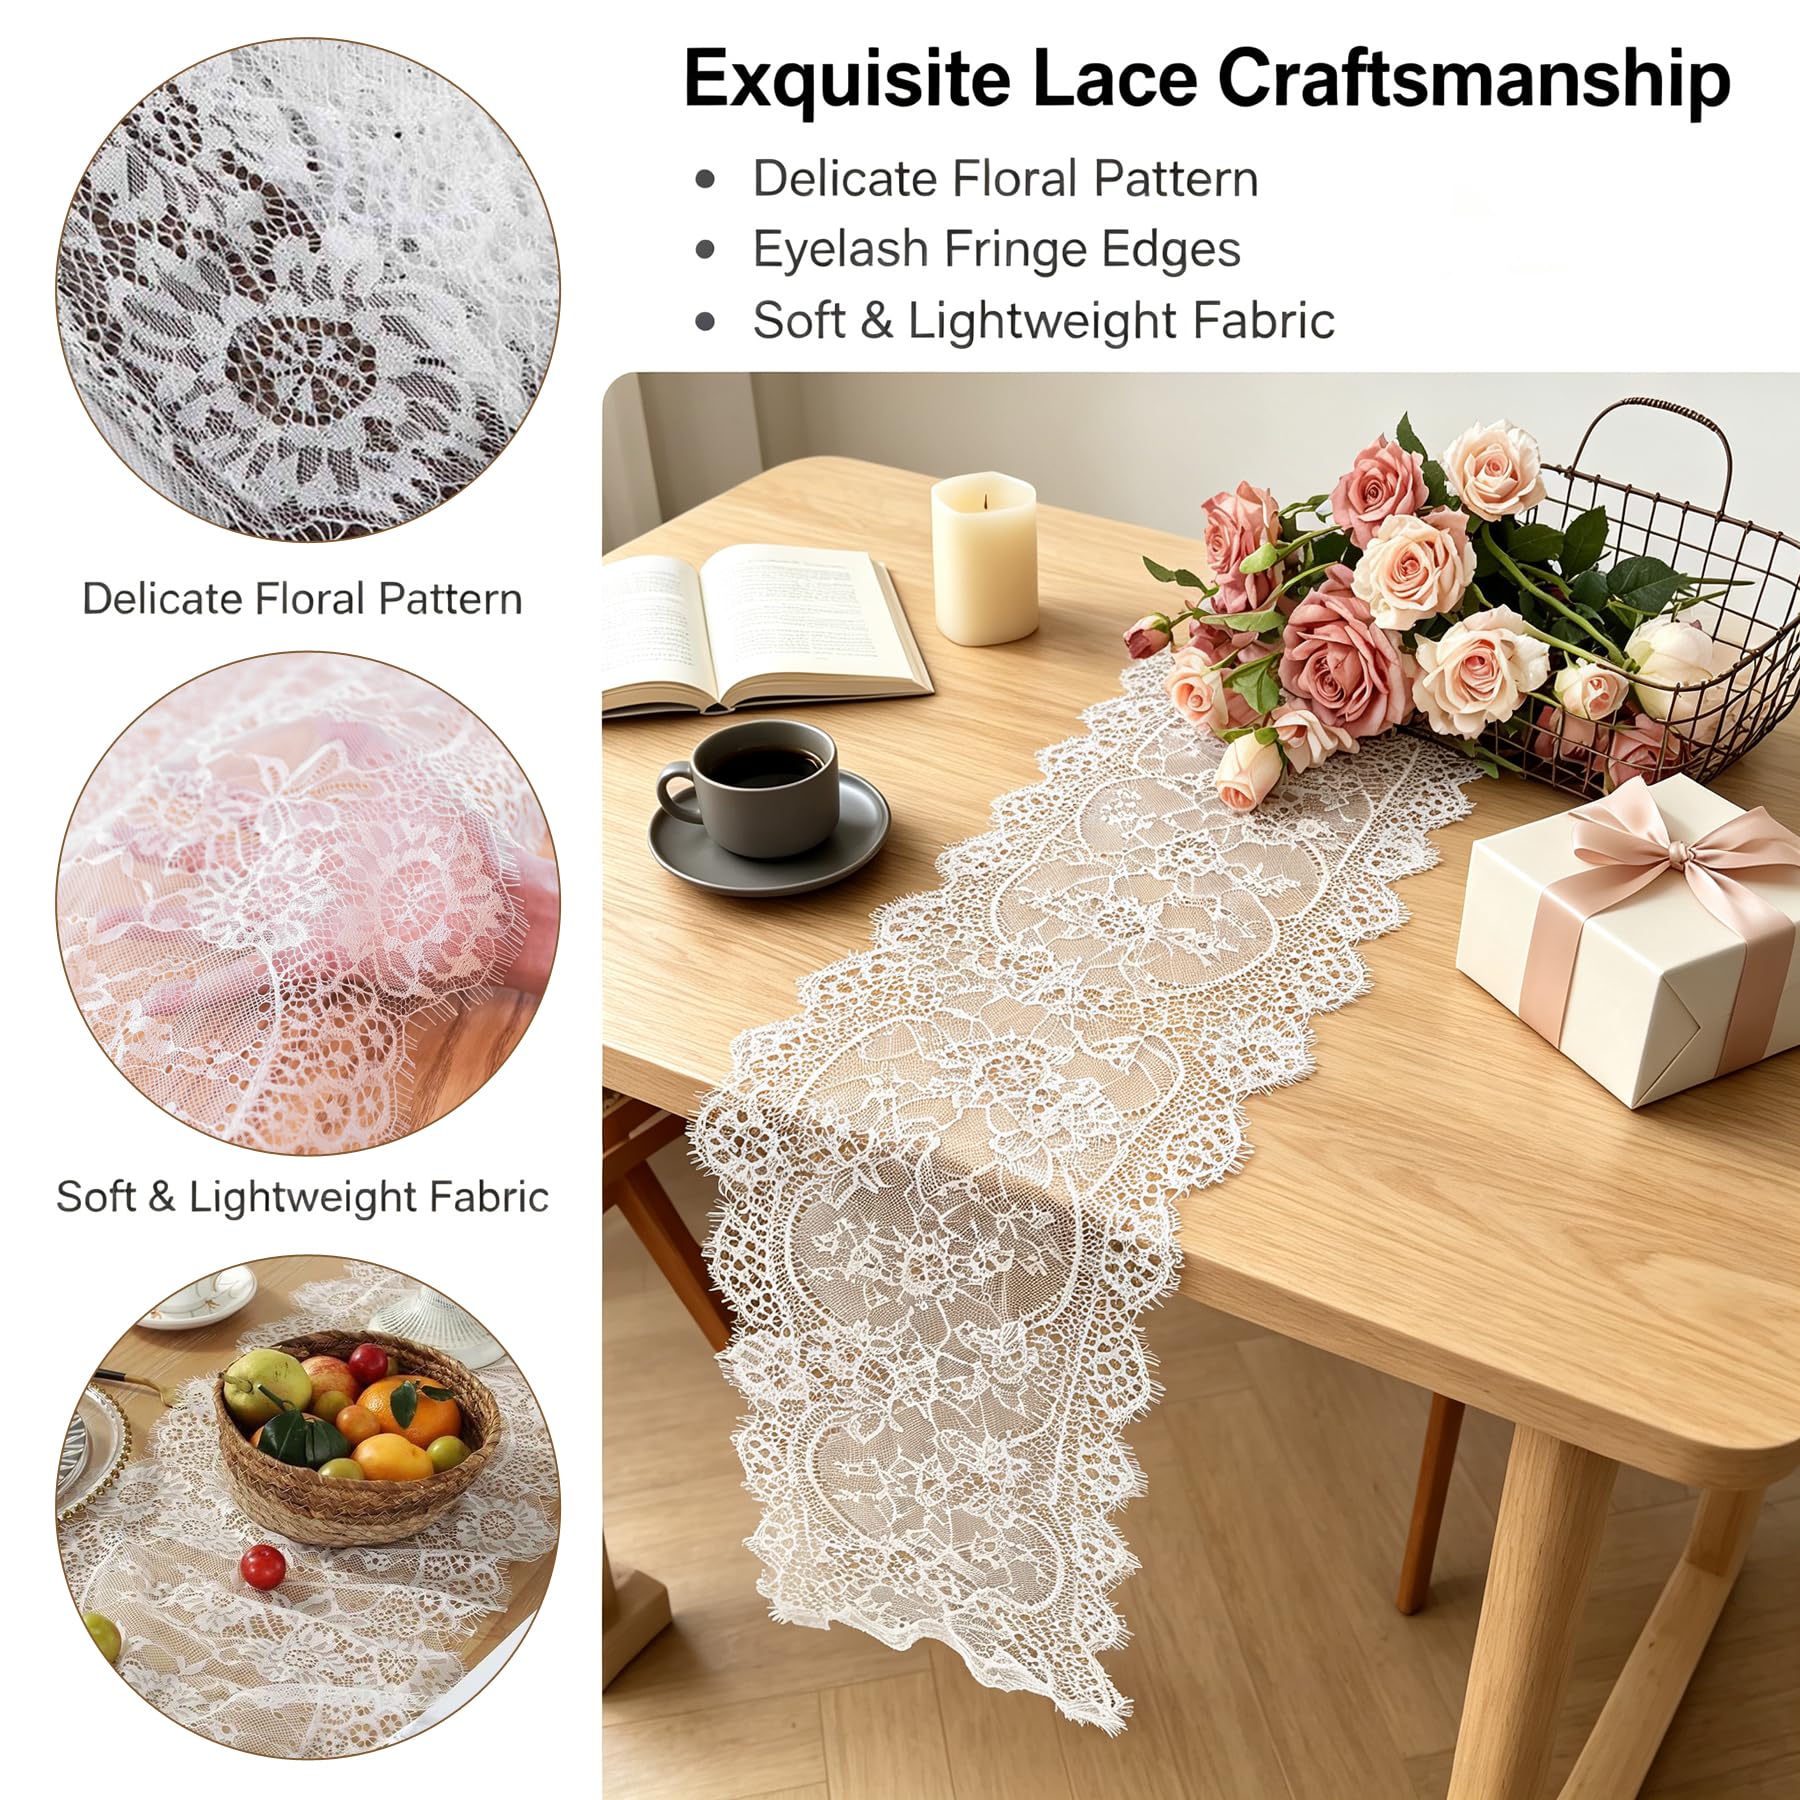 Exquisite Lace Craftsmanship
• Delicate Floral Pattern
• Eyelash Fringe Edges
• Soft & Lightweight Fabric
Delicate Floral Pattern
Soft & Lightweight Fabric